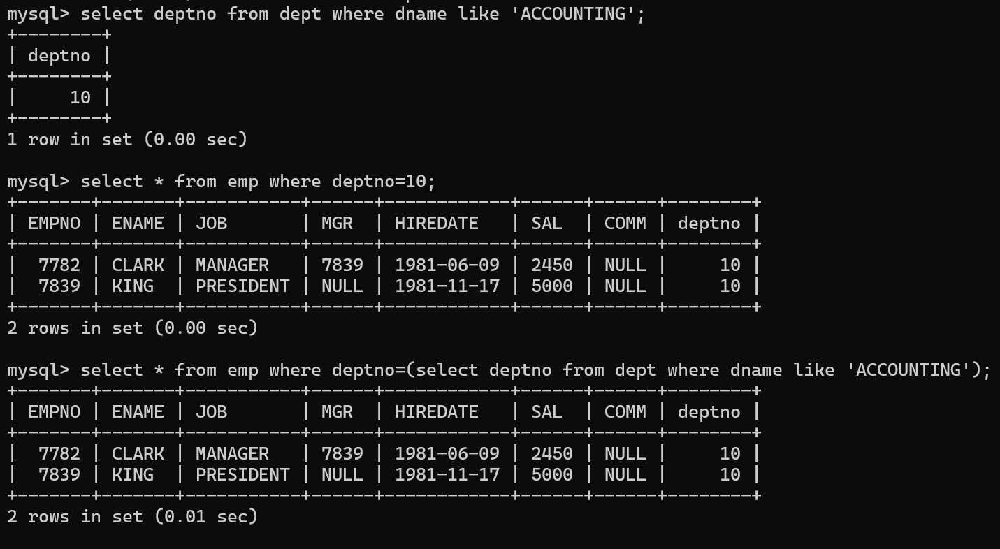 mysql> select deptno from dept where dname like 'ACCOUNTING';
+--------+
| deptno |
+--------+
|     10 |
+--------+
1 row in set (0.00 sec)

mysql> select * from emp where deptno=10;
+-------+-------+-----------+------+------------+------+------+--------+
| EMPNO | ENAME | JOB       | MGR  | HIREDATE   | SAL  | COMM | deptno |
+-------+-------+-----------+------+------------+------+------+--------+
|  7782 | CLARK | MANAGER   | 7839 | 1981-06-09 | 2450 | NULL |     10 |
|  7839 | KING  | PRESIDENT | NULL | 1981-11-17 | 5000 | NULL |     10 |
+-------+-------+-----------+------+------------+------+------+--------+
2 rows in set (0.00 sec)

mysql> select * from emp where deptno=(select deptno from dept where dname like 'ACCOUNTING');
+-------+-------+-----------+------+------------+------+------+--------+
| EMPNO | ENAME | JOB       | MGR  | HIREDATE   | SAL  | COMM | deptno |
+-------+-------+-----------+------+------------+------+------+--------+
|  7782 | CLARK | MANAGER   | 7839 | 1981-06-09 | 2450 | NULL |     10 |
|  7839 | KING  | PRESIDENT | NULL | 1981-11-17 | 5000 | NULL |     10 |
+-------+-------+-----------+------+------------+------+------+--------+
2 rows in set (0.01 sec)